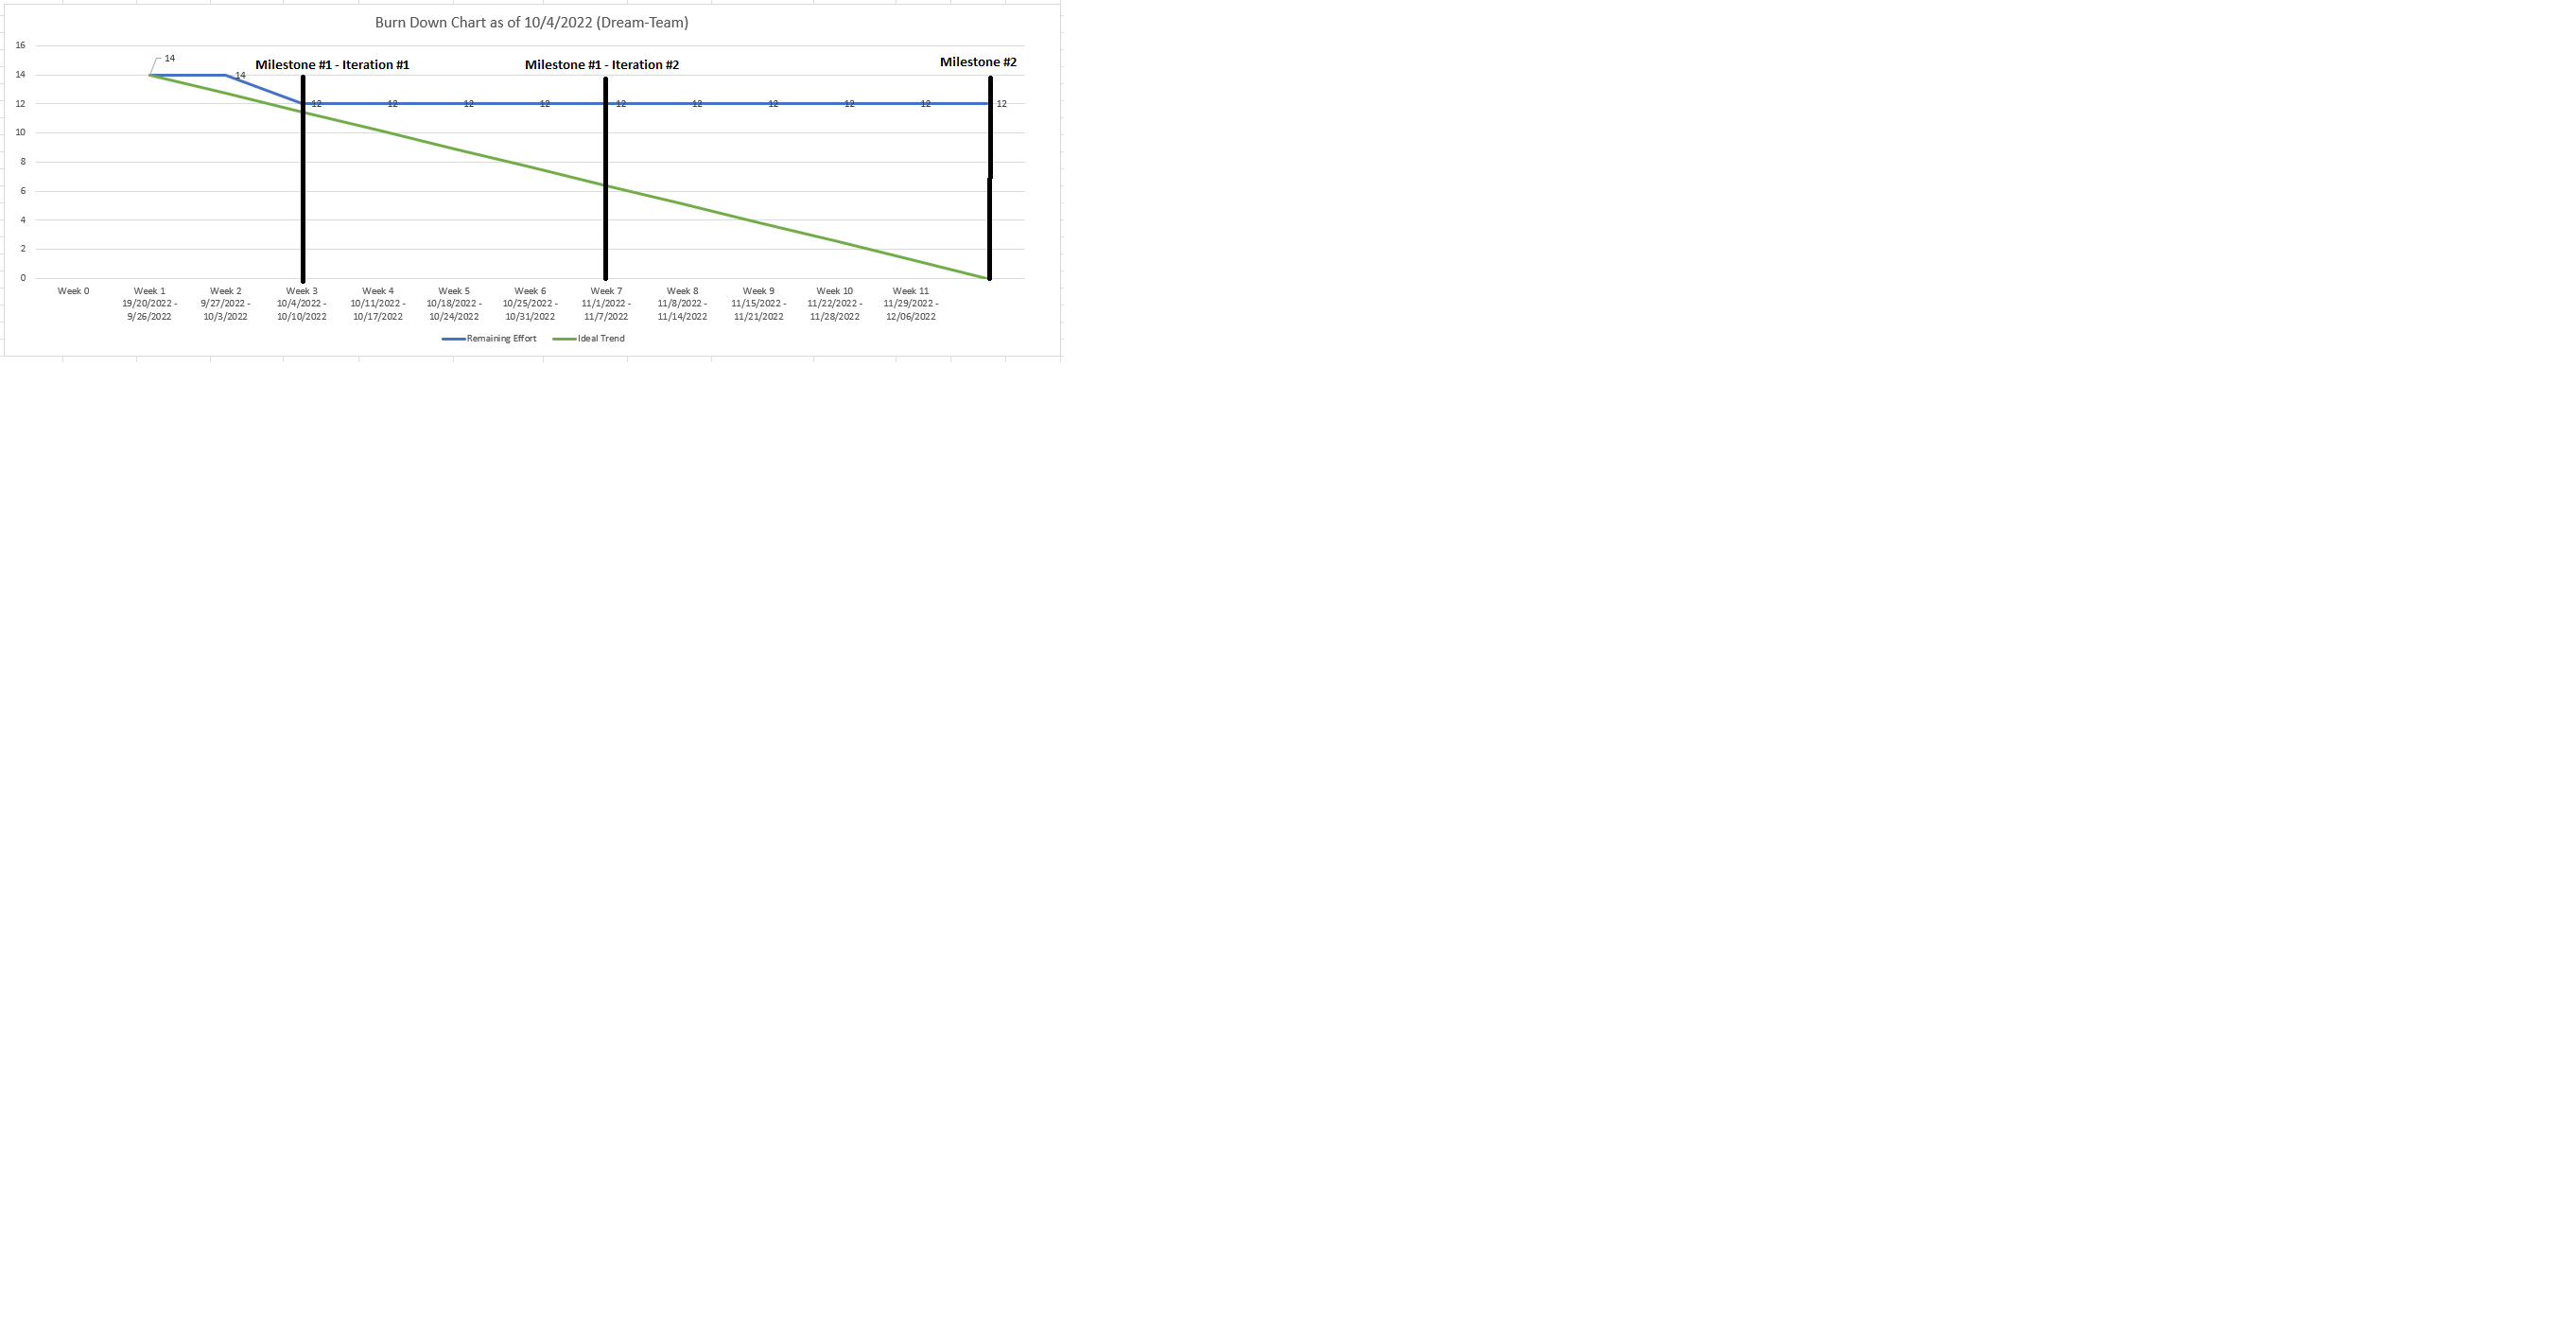 Burn Down Chart as of 10/4/2022 (Dream-Team)
16
14
12
10
8
6
4
2
0
14
14
12
12
12
12
12
12
12
12
12
12
Milestone #1 - Iteration #1
Milestone #1 - Iteration #2
Milestone #2
Week 0
Week 1
19/20/2022 -
9/26/2022
Week 2
9/27/2022 -
10/3/2022
Week 3
10/4/2022 -
10/10/2022
Week 4
10/11/2022 -
10/17/2022
Week 5
10/18/2022 -
10/24/2022
Week 6
10/25/2022 -
10/31/2022
Week 7
11/1/2022 -
11/7/2022
Week 8
11/8/2022 -
11/14/2022
Week 9
11/15/2022 -
11/21/2022
Week 10
11/22/2022 -
11/28/2022
Week 11
11/29/2022 -
12/06/2022
Remaining Effort
Ideal Trend